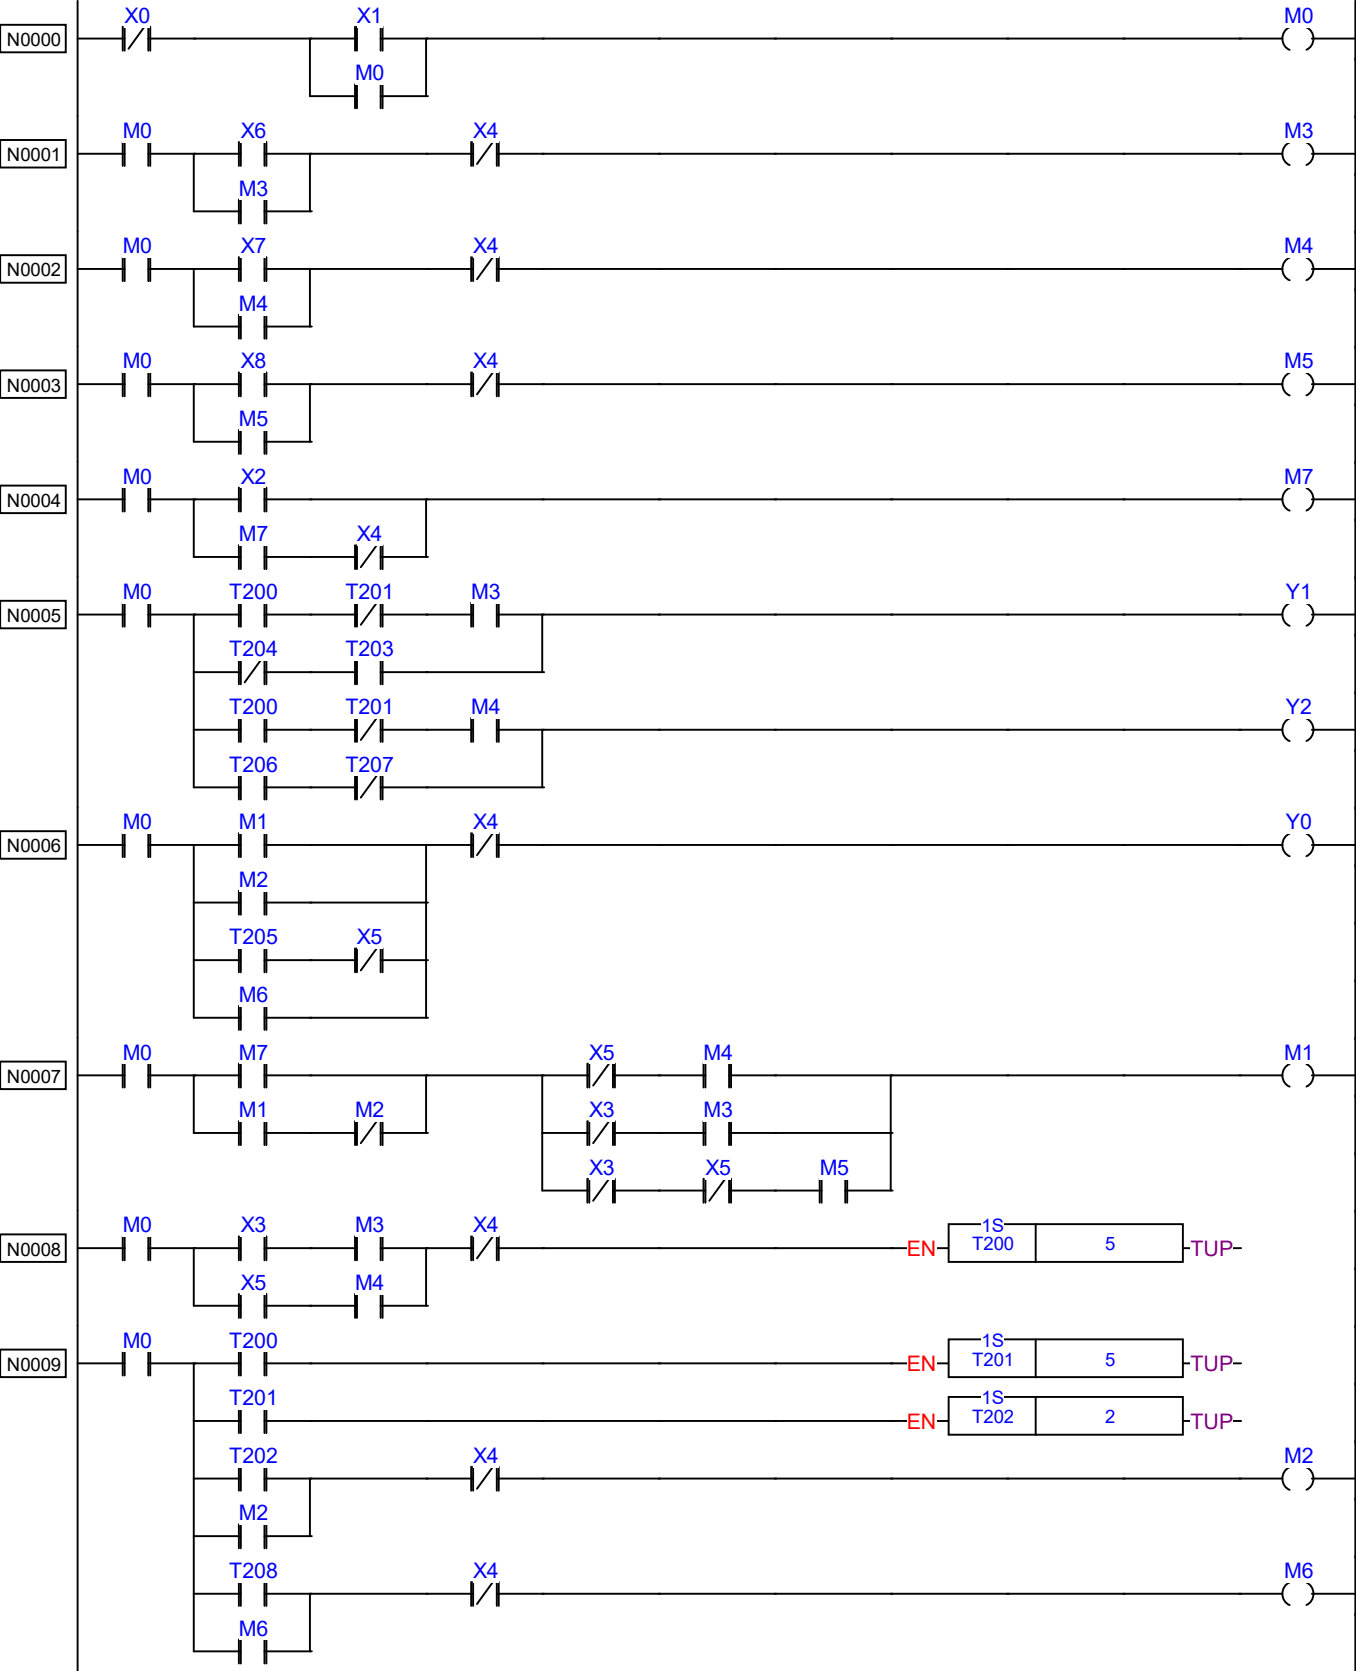 X0 X1 M0
N0000
M0
M0 X6 X4 M3
N0001
M3
M0 X7 X4 M4
N0002
M4
M0 X8 X4 M5
N0003
M5
M0 X2 M7
N0004
M7 X4
M0 T200 T201 M3 Y1
N0005
T204 T203
T200 T201 M4 Y2
T206 T207
M0 M1 X4 Y0
N0006
M2
T205 X5
M6
M0 M7 X5 M4 M1
N0007
M1 M2 X3 M3
X3 X5 M5
M0 X3 M3 X4 1S
N0008 EN T200 5 TUP
X5 M4
M0 T200 1S
N0009 EN T201 5 TUP
T201 1S
EN T202 2 TUP
T202 X4 M2
M2
T208 X4 M6
M6